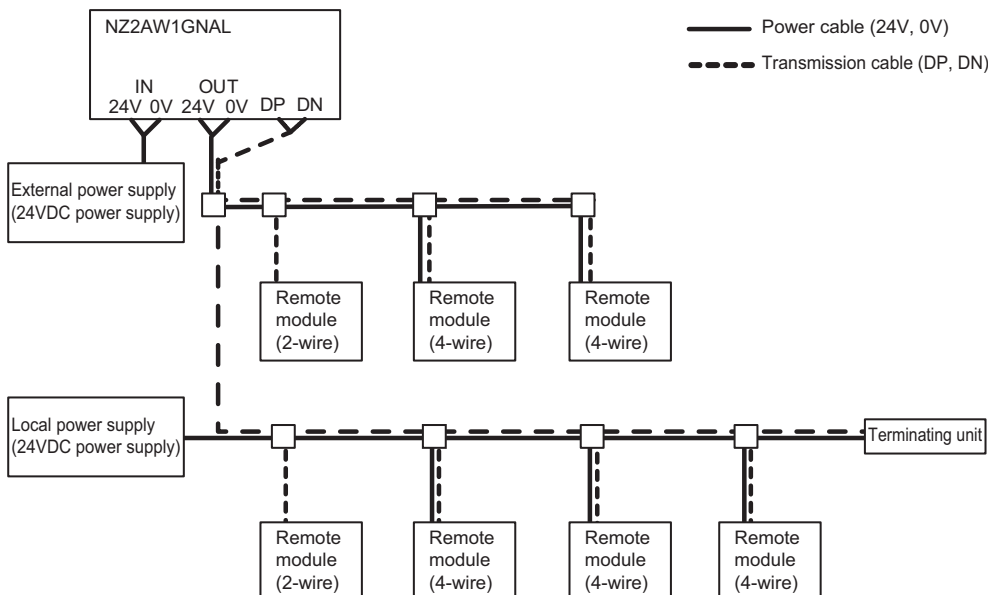 NZ2AW1GNAL
IN OUT
24V 0V 24V 0V DP DN
Power cable (24V, 0V)
Transmission cable (DP, DN)
External power supply
(24VDC power supply)
Remote
module
(2-wire)
Remote
module
(4-wire)
Remote
module
(4-wire)
Local power supply
(24VDC power supply)
Terminating unit
Remote
module
(2-wire)
Remote
module
(4-wire)
Remote
module
(4-wire)
Remote
module
(4-wire)